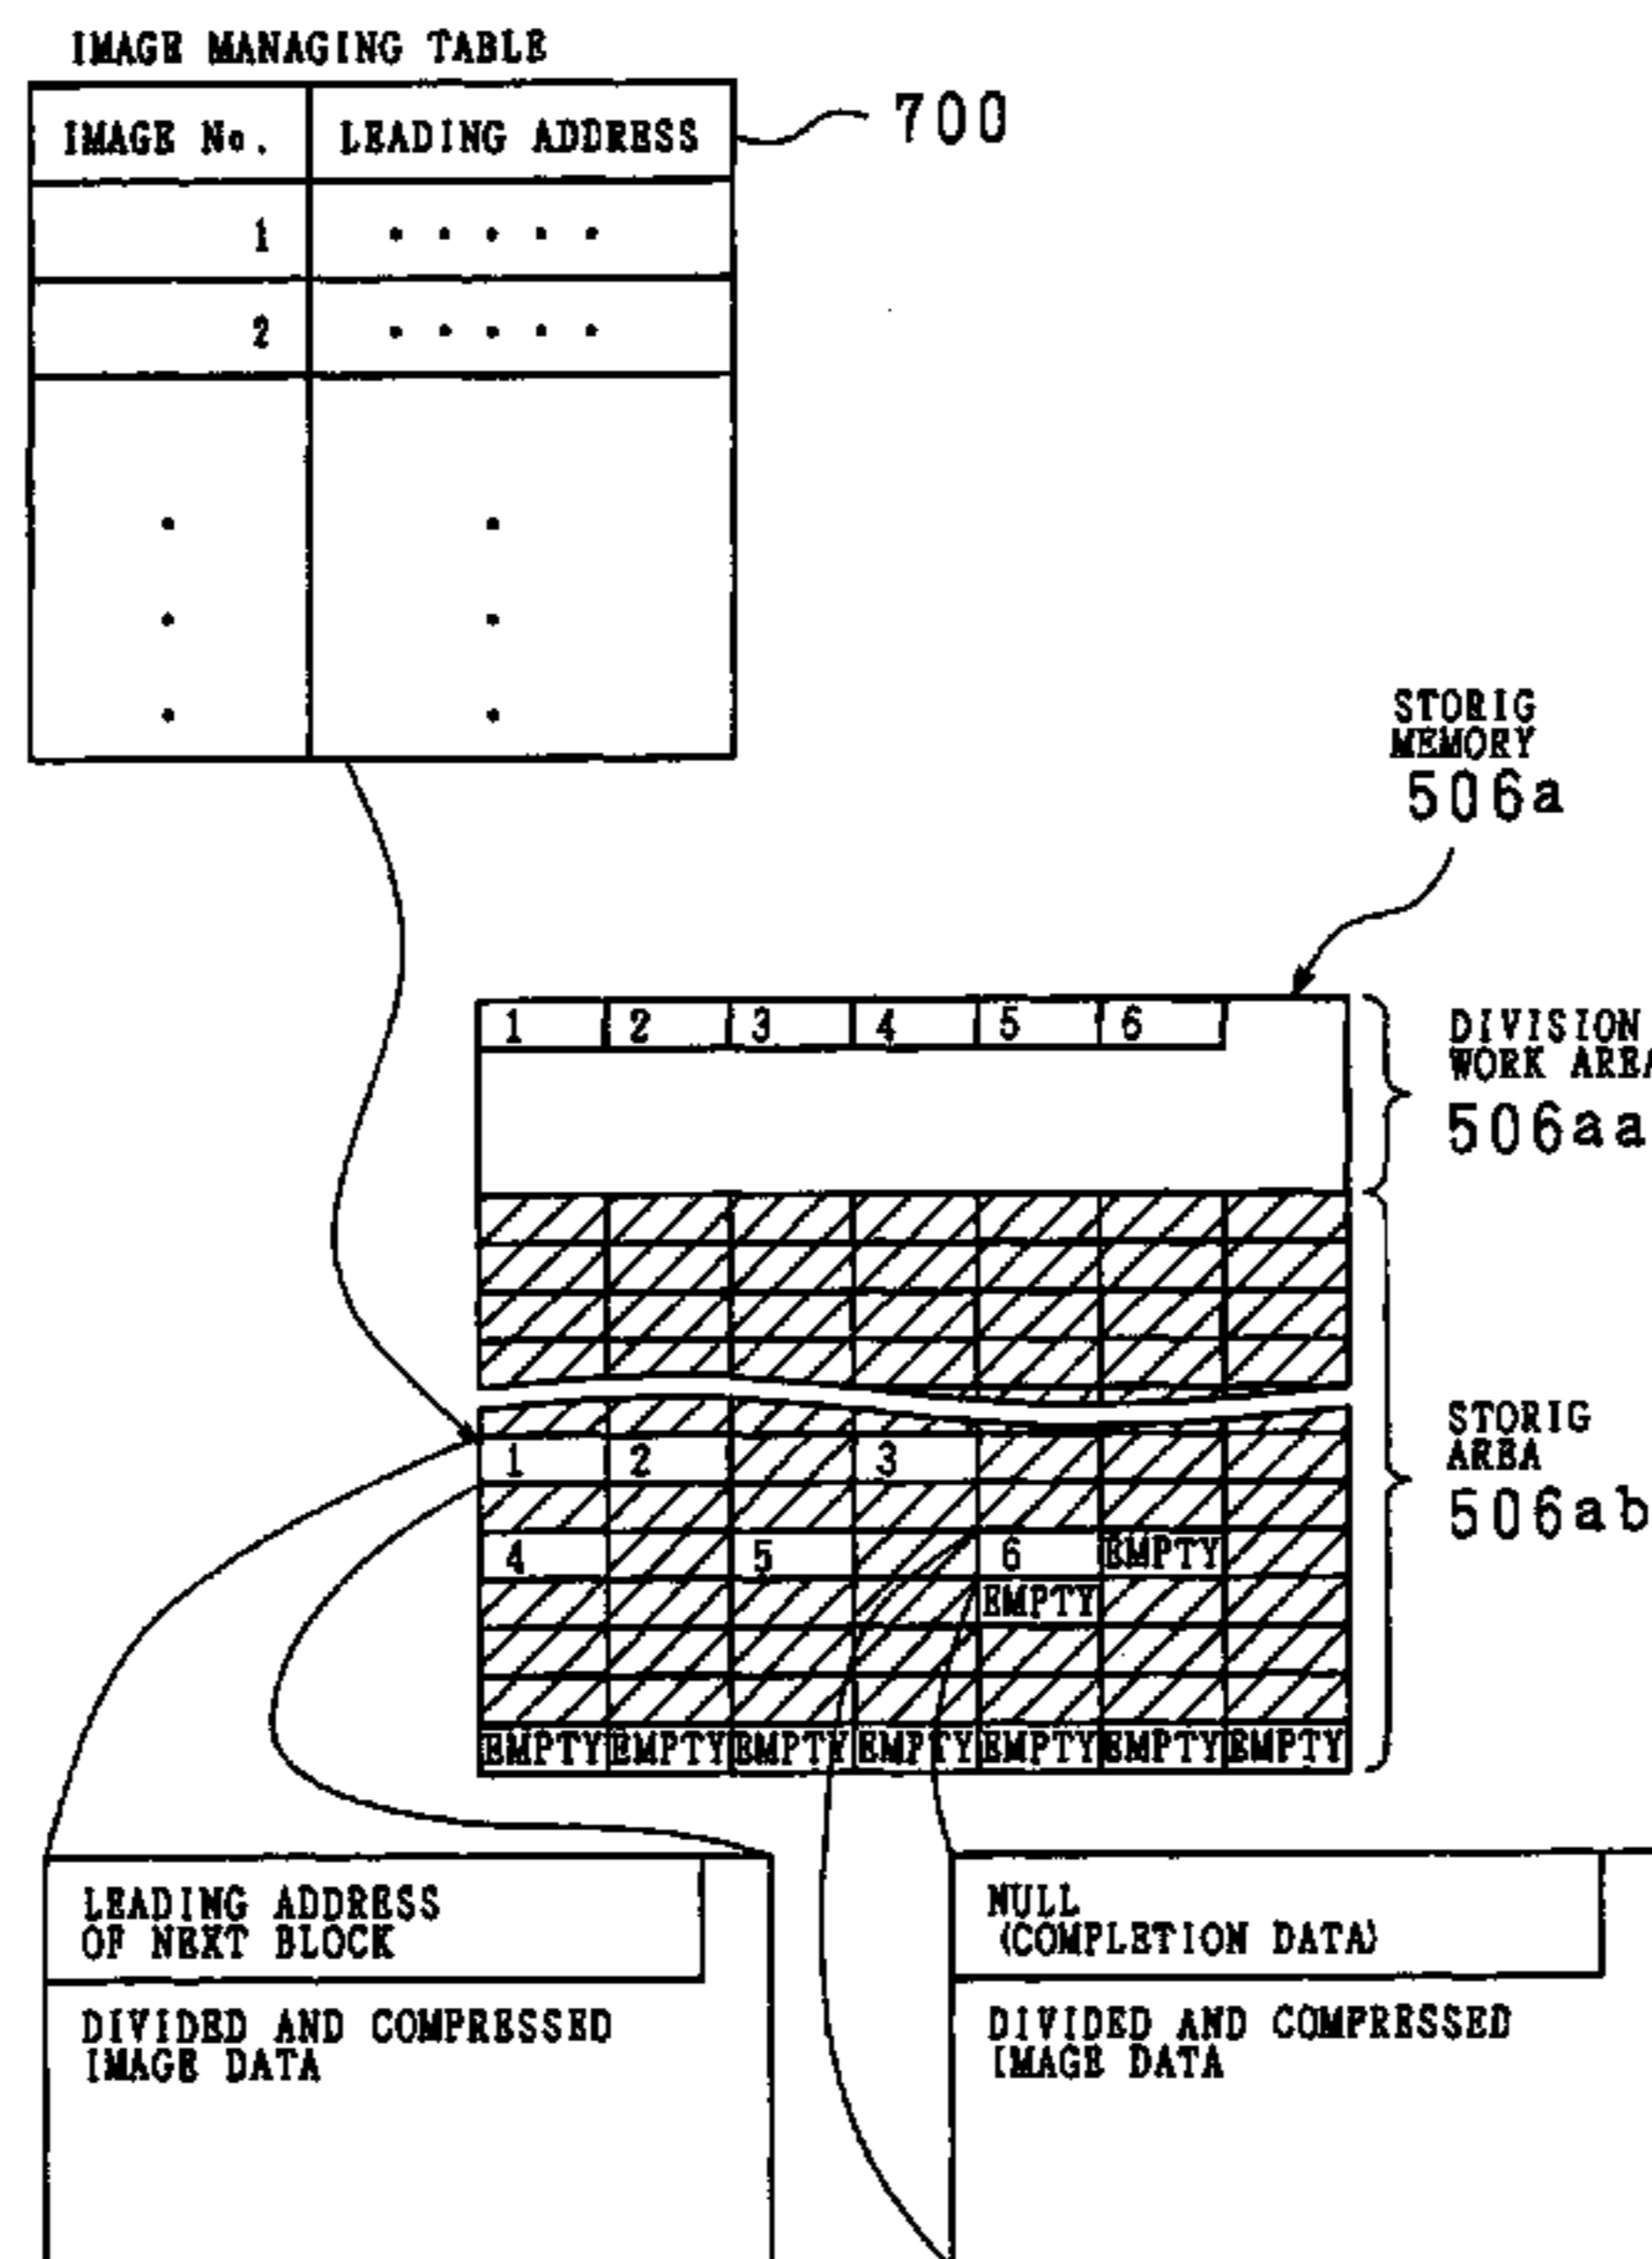 IMAGE MANAGING TABLE
IMAGE No. LEADING ADDRESS
700
1 . . . . .
2 . . . . .
STORIG
MEMORY
506a
1 2 3 4 5 6
DIVISION
WORK AREA
506aa
1 2 3
STORIG
AREA
506ab
4 5 6 EMPTY
EMPTY
EMPTY EMPTY EMPTY EMPTY EMPTY EMPTY EMPTY
LEADING ADDRESS
OF NEXT BLOCK
DIVIDED AND COMPRESSED
IMAGE DATA
NULL
(COMPLETION DATA)
DIVIDED AND COMPRESSED
IMAGE DATA